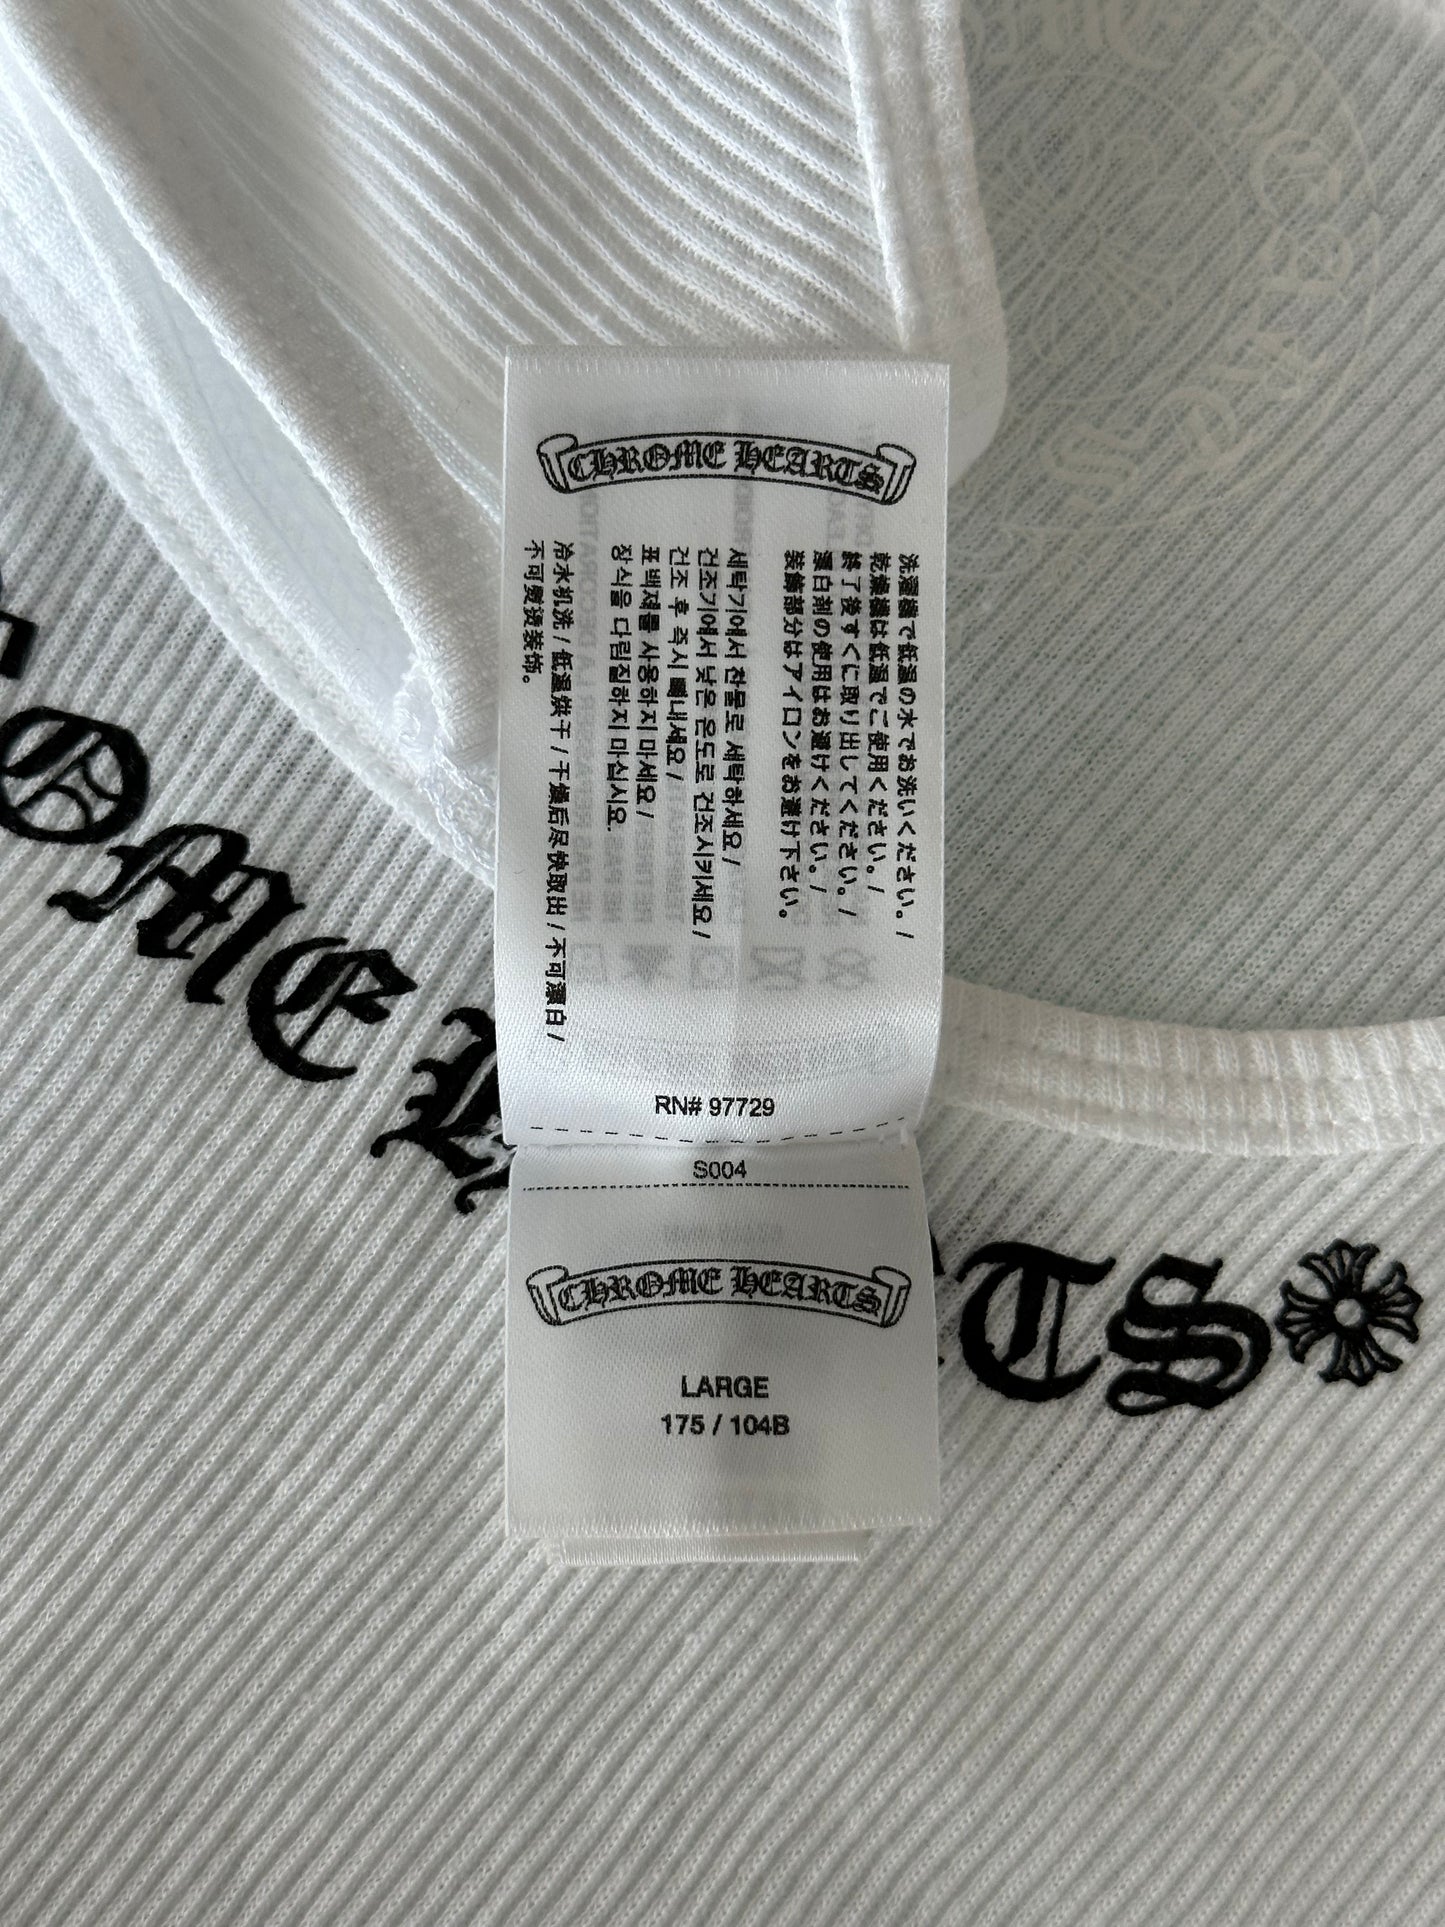 CHROME HEARTS
洗濯機で低温の水でお洗いください。/
乾燥機は低温でご使用ください。/
終了後すぐに取り出してください。/
漂白剤の使用はお避けください。/
装飾部分はアイロンをお避け下さい。
세탁기에서 찬물로 세탁하세요/
건조기에서 낮은 온도로 건조시키세요/
건조 후 즉시 빼내세요/
표백제를 사용하지 마세요/
장식을 다림질하지 마십시요.
冷水机洗/低温烘干/干燥后尽快取出/不可漂白/
不可熨烫装饰。
RN# 97729
S004
CHROME HEARTS
LARGE
175 / 104B
OME H
TS